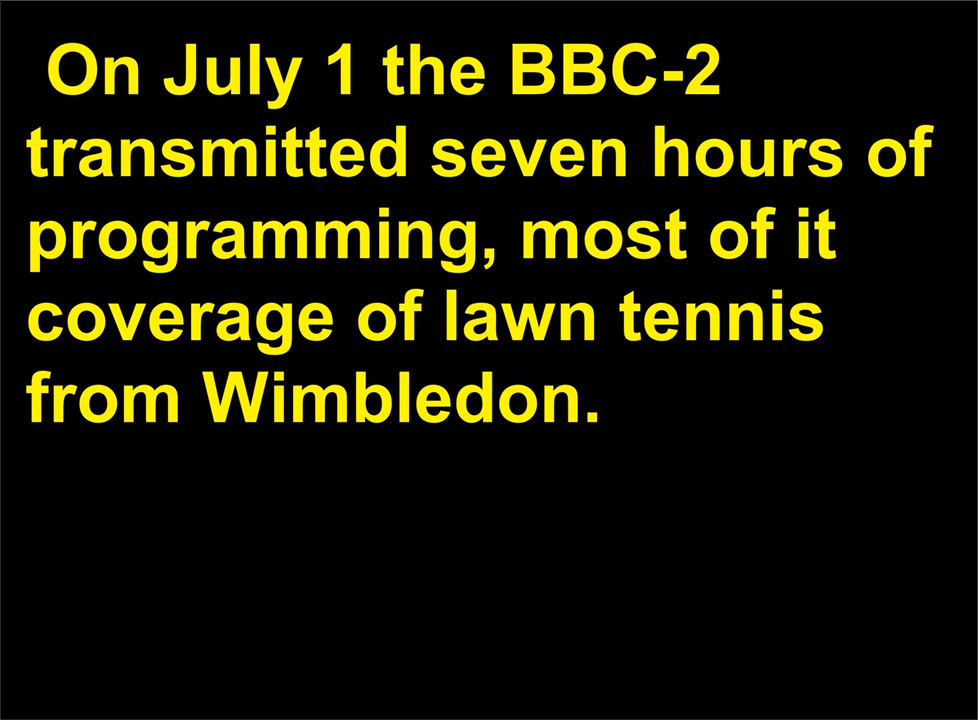 On July 1 the BBC-2
transmitted seven hours of
programming, most of it
coverage of lawn tennis
from Wimbledon.